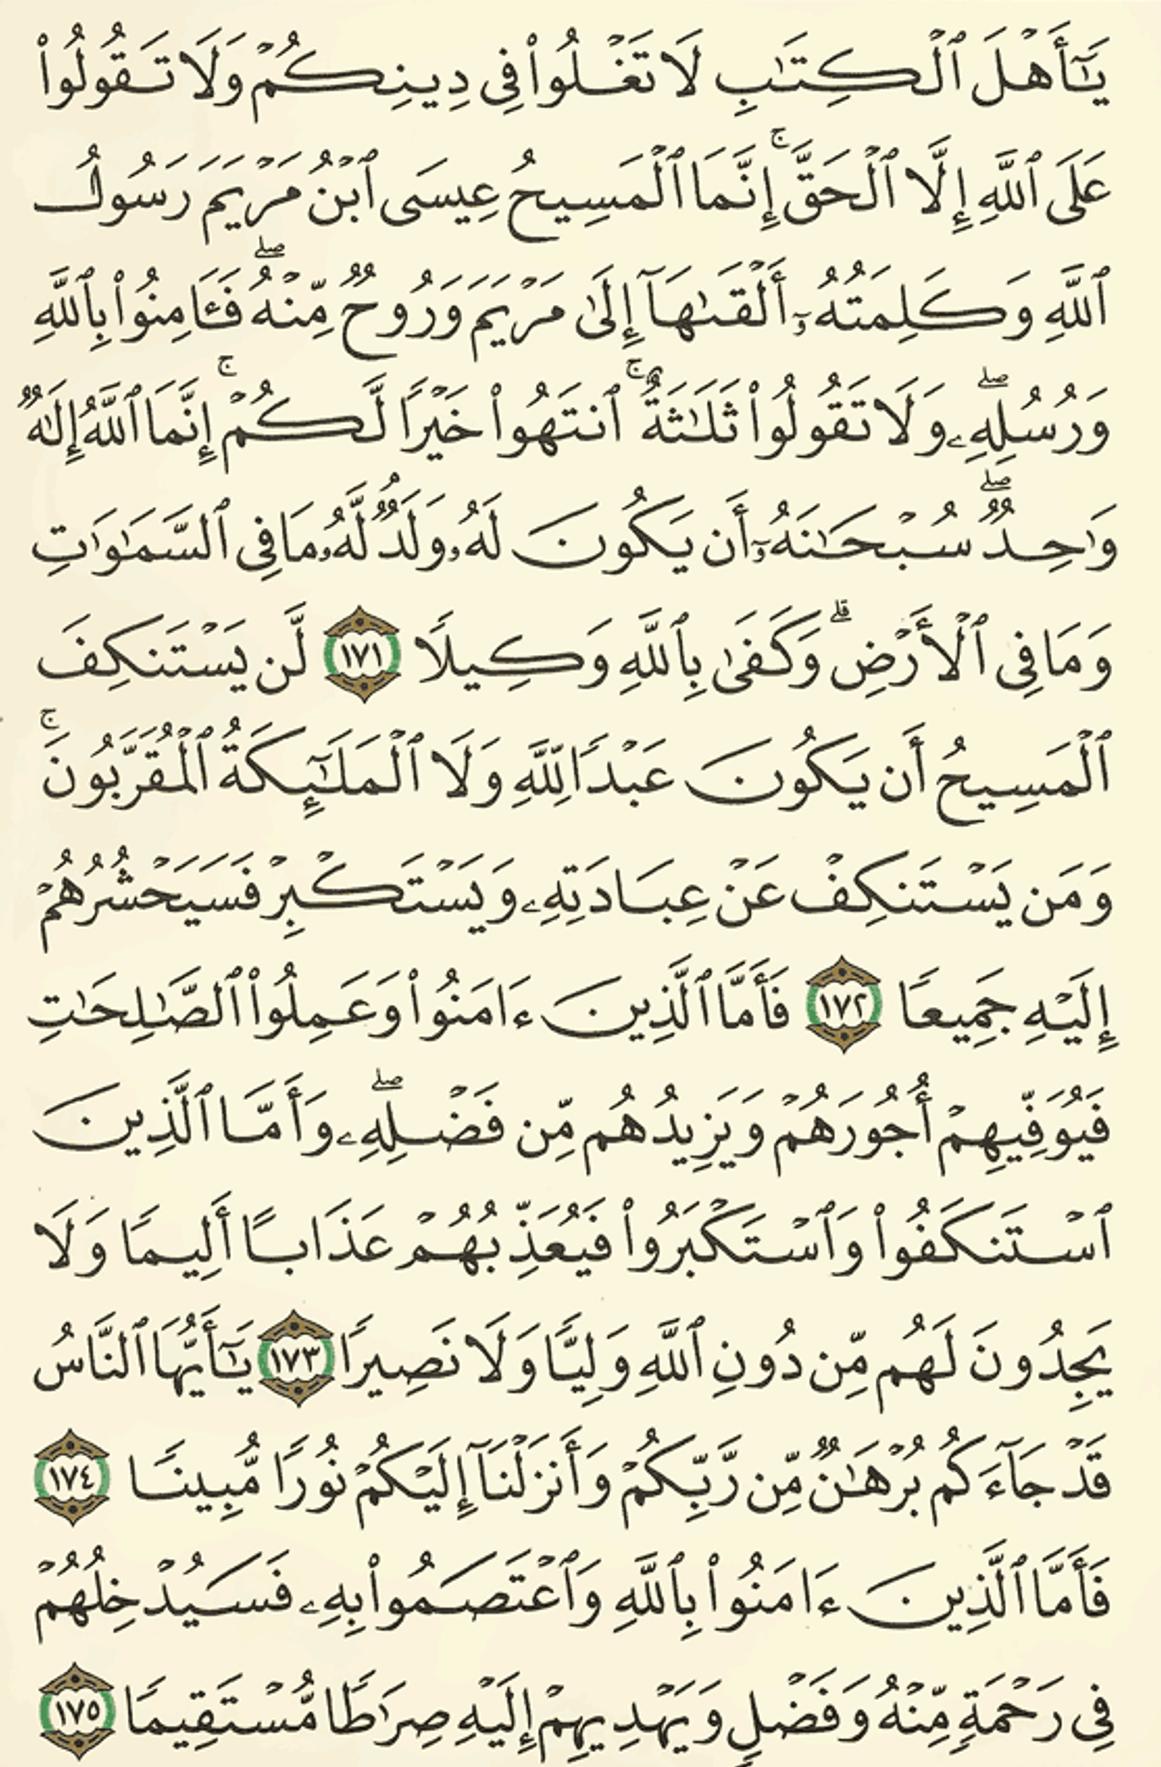 يَـٰٓأَهْلَ ٱلْكِتَـٰبِ لَا تَغْلُوا۟ فِى دِينِكُمْ وَلَا تَقُولُوا۟
عَلَى ٱللَّهِ إِلَّا ٱلْحَقَّ ۚ إِنَّمَا ٱلْمَسِيحُ عِيسَى ٱبْنُ مَرْيَمَ رَسُولُ
ٱللَّهِ وَكَلِمَتُهُۥٓ أَلْقَىٰهَآ إِلَىٰ مَرْيَمَ وَرُوحٌ مِّنْهُ ۖ فَـَٔامِنُوا۟ بِٱللَّهِ
وَرُسُلِهِۦ ۖ وَلَا تَقُولُوا۟ ثَلَـٰثَةٌ ۚ ٱنتَهُوا۟ خَيْرًا لَّكُمْ ۚ إِنَّمَا ٱللَّهُ إِلَـٰهٌ
وَٰحِدٌ ۖ سُبْحَـٰنَهُۥٓ أَن يَكُونَ لَهُۥ وَلَدٌ ۘ لَّهُۥ مَا فِى ٱلسَّمَـٰوَٰتِ
وَمَا فِى ٱلْأَرْضِ ۗ وَكَفَىٰ بِٱللَّهِ وَكِيلًا ١٧١ لَّن يَسْتَنكِفَ
ٱلْمَسِيحُ أَن يَكُونَ عَبْدًا لِّلَّهِ وَلَا ٱلْمَلَـٰٓئِكَةُ ٱلْمُقَرَّبُونَ ۚ
وَمَن يَسْتَنكِفْ عَنْ عِبَادَتِهِۦ وَيَسْتَكْبِرْ فَسَيَحْشُرُهُمْ
إِلَيْهِ جَمِيعًا ١٧٢ فَأَمَّا ٱلَّذِينَ ءَامَنُوا۟ وَعَمِلُوا۟ ٱلصَّـٰلِحَـٰتِ
فَيُوَفِّيهِمْ أُجُورَهُمْ وَيَزِيدُهُم مِّن فَضْلِهِۦ ۖ وَأَمَّا ٱلَّذِينَ
ٱسْتَنكَفُوا۟ وَٱسْتَكْبَرُوا۟ فَيُعَذِّبُهُمْ عَذَابًا أَلِيمًا وَلَا
يَجِدُونَ لَهُم مِّن دُونِ ٱللَّهِ وَلِيًّا وَلَا نَصِيرًا ١٧٣ يَـٰٓأَيُّهَا ٱلنَّاسُ
قَدْ جَآءَكُم بُرْهَـٰنٌ مِّن رَّبِّكُمْ وَأَنزَلْنَآ إِلَيْكُمْ نُورًا مُّبِينًا ١٧٤
فَأَمَّا ٱلَّذِينَ ءَامَنُوا۟ بِٱللَّهِ وَٱعْتَصَمُوا۟ بِهِۦ فَسَيُدْخِلُهُمْ
فِى رَحْمَةٍ مِّنْهُ وَفَضْلٍ وَيَهْدِيهِمْ إِلَيْهِ صِرَٰطًا مُّسْتَقِيمًا ١٧٥